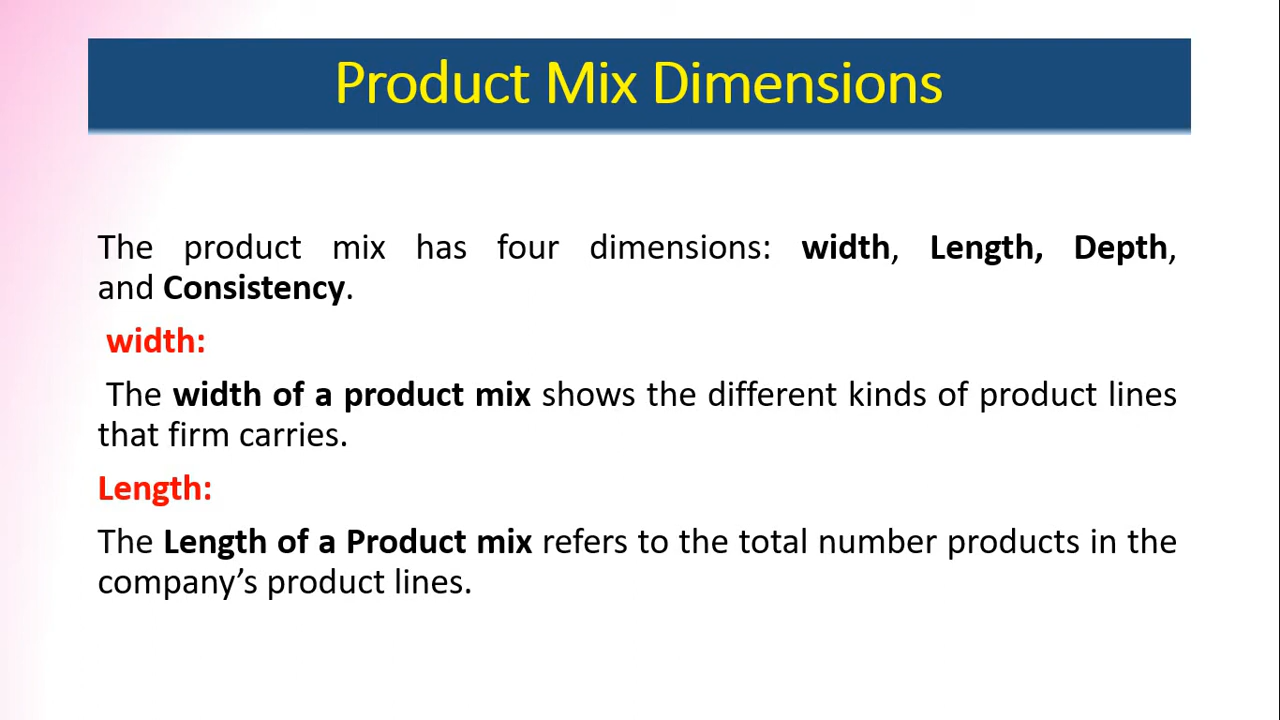 Product Mix Dimensions
The product mix has four dimensions: width, Length, Depth,
and Consistency.
width:
The width of a product mix shows the different kinds of product lines
that firm carries.
Length:
The Length of a Product mix refers to the total number products in the
company’s product lines.